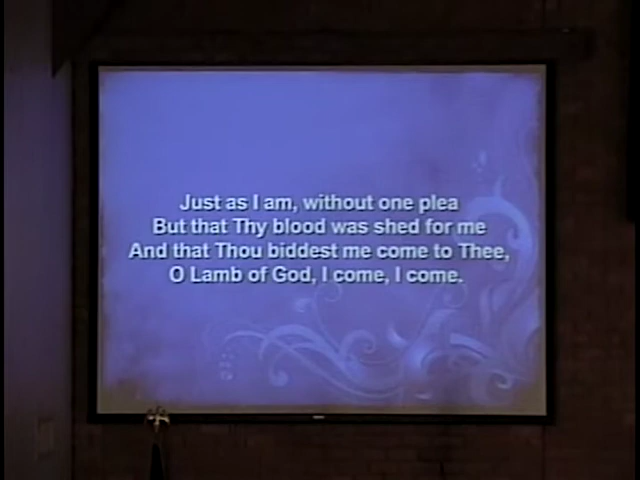 Just as I am, without one plea
But that Thy blood was shed for me
And that Thou biddest me come to Thee,
O Lamb of God, I come, I come.